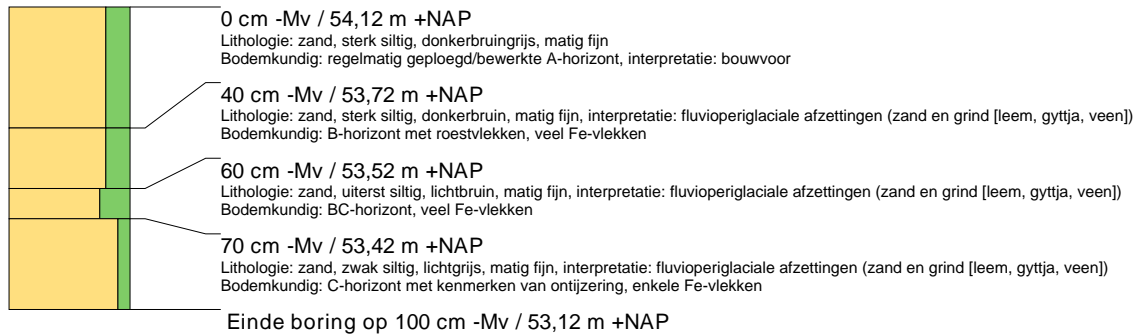 0 cm -Mv / 54,12 m +NAP
Lithologie: zand, sterk siltig, donkerbruingrijs, matig fijn
Bodemkundig: regelmatig geploegd/bewerkte A-horizont, interpretatie: bouwvoor
40 cm -Mv / 53,72 m +NAP
Lithologie: zand, sterk siltig, donkerbruin, matig fijn, interpretatie: fluvioperiglaciale afzettingen (zand en grind [leem, gyttja, veen])
Bodemkundig: B-horizont met roestvlekken, veel Fe-vlekken
60 cm -Mv / 53,52 m +NAP
Lithologie: zand, uiterst siltig, lichtbruin, matig fijn, interpretatie: fluvioperiglaciale afzettingen (zand en grind [leem, gyttja, veen])
Bodemkundig: BC-horizont, veel Fe-vlekken
70 cm -Mv / 53,42 m +NAP
Lithologie: zand, zwak siltig, lichtgrijs, matig fijn, interpretatie: fluvioperiglaciale afzettingen (zand en grind [leem, gyttja, veen])
Bodemkundig: C-horizont met kenmerken van ontijzering, enkele Fe-vlekken
Einde boring op 100 cm -Mv / 53,12 m +NAP